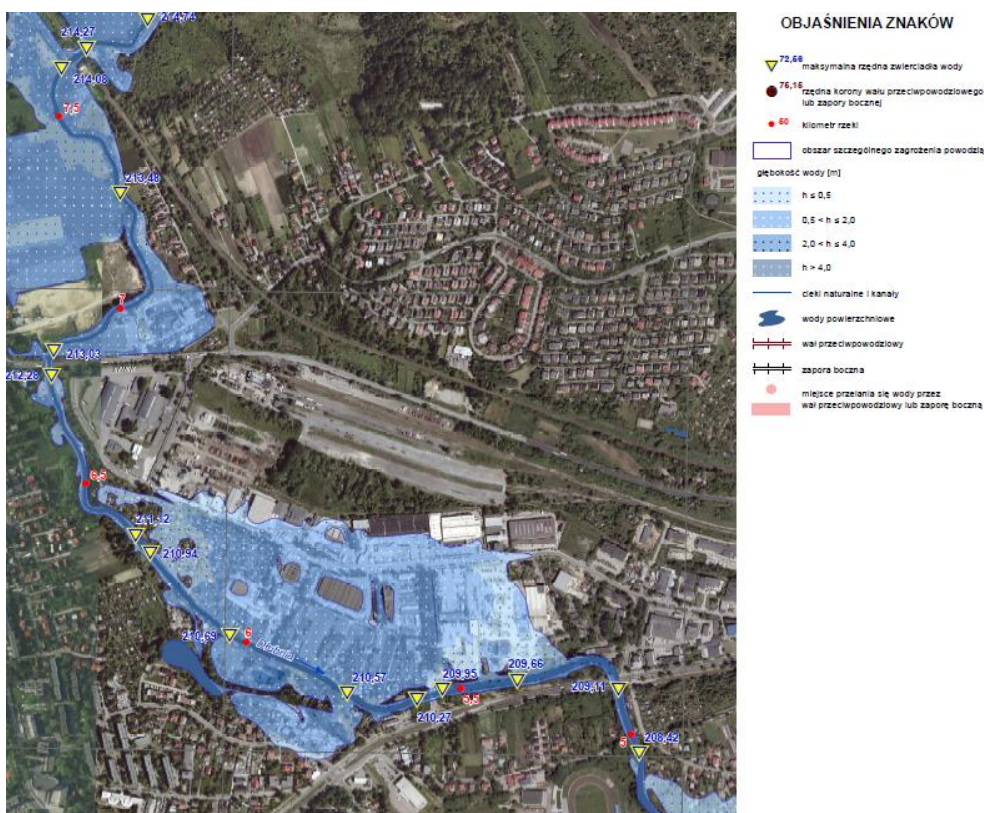 214,74
214,27
214,08
7,5
213,48
7
213,03
212,28
6,5
211,12
210,94
210,69
6
210,57
209,95
5,5
209,66
210,27
209,11
5
208,42
OBJAŚNIENIA ZNAKÓW
72,56
maksymalna rzędna zwierciadła wody
75,15
rzędna korony wału przeciwpowodziowego
lub zapory bocznej
50
kilometr rzeki
obszar szczególnego zagrożenia powodzią
głębokość wody [m]
h ≤ 0,5
0,5 < h ≤ 2,0
2,0 < h ≤ 4,0
h > 4,0
cieki naturalne i kanały
wody powierzchniowe
wał przeciwpowodziowy
zapora boczna
miejsce przelania się wody przez
wał przeciwpowodziowy lub zaporę boczną